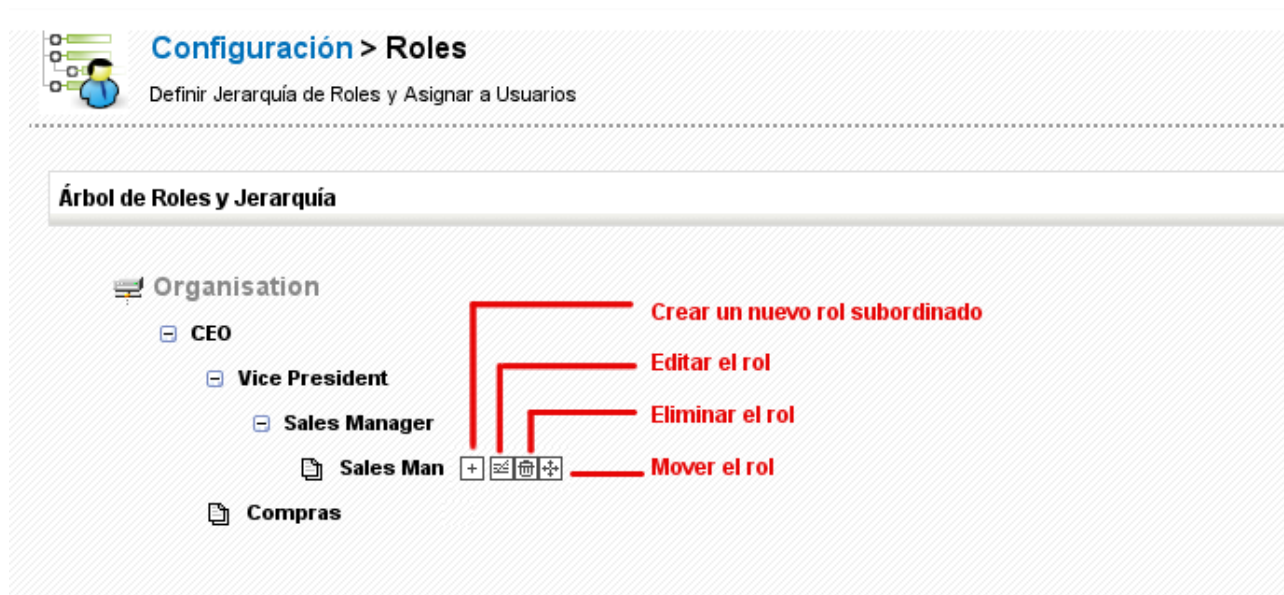 Configuración > Roles
Definir Jerarquía de Roles y Asignar a Usuarios
Árbol de Roles y Jerarquía
Organisation
Crear un nuevo rol subordinado
CEO
Editar el rol
Vice President
Eliminar el rol
Sales Manager
Sales Man
Mover el rol
Compras